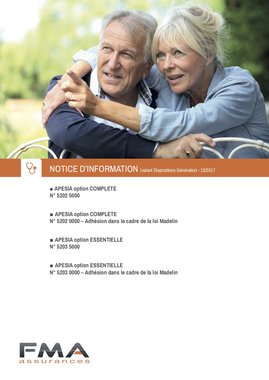 NOTICE D'INFORMATION (valant Dispositions Générales) - 10/2017
■ APESIA option COMPLETE
N° 5202 5000
■ APESIA option COMPLETE
N° 5202 0000 – Adhésion dans le cadre de la loi Madelin
■ APESIA option ESSENTIELLE
N° 5203 5000
■ APESIA option ESSENTIELLE
N° 5203 0000 – Adhésion dans le cadre de la loi Madelin
FMA
assurances